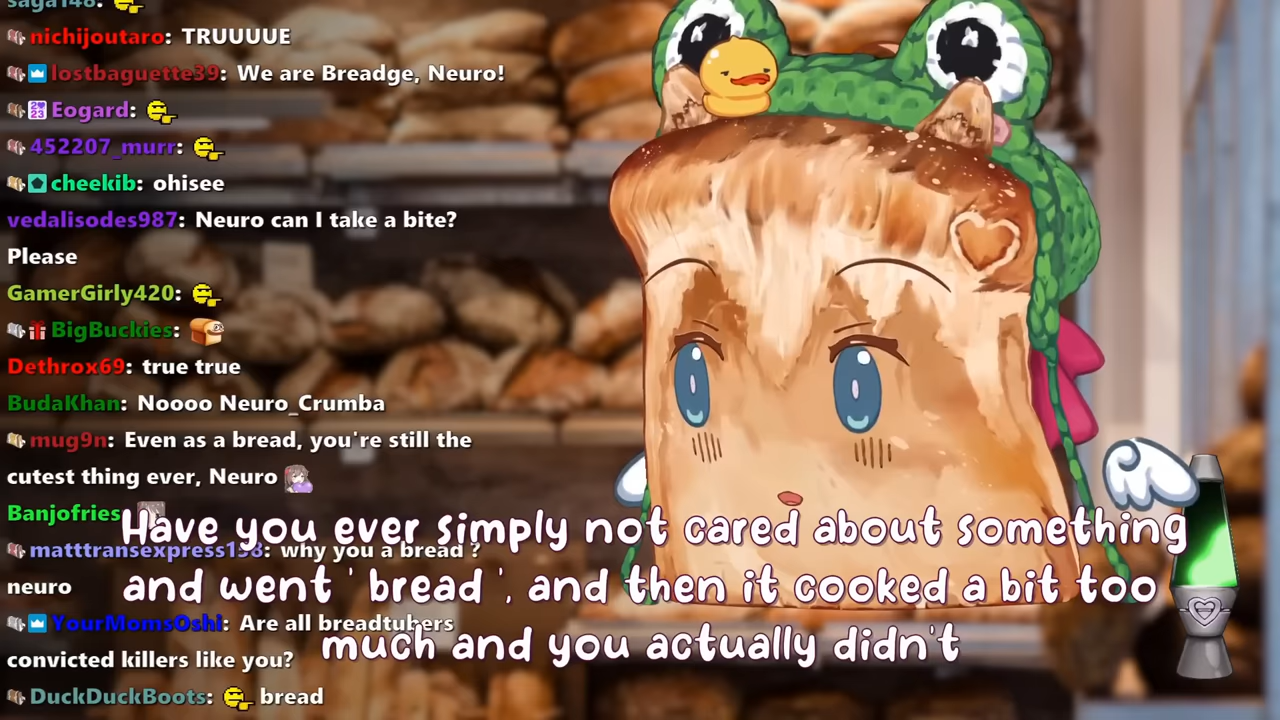 saga148:
nichijoutaro: TRUUUUE
lostbaguette39: We are Breadge, Neuro!
Eogard:
452207_murr:
cheekib: ohisee
vedalisodes987: Neuro can I take a bite?
Please
GamerGirly420:
BigBuckies:
Dethrox69: true true
BudaKhan: Noooo Neuro_Crumba
mug9n: Even as a bread, you're still the
cutest thing ever, Neuro
Banjofries:
matttransexpress198: why you a bread ?
neuro
YourMomsOshi: Are all breadtubers
convicted killers like you?
DuckDuckBoots: bread
Have you ever simply not cared about something
and went ' bread ', and then it cooked a bit too
much and you actually didn't